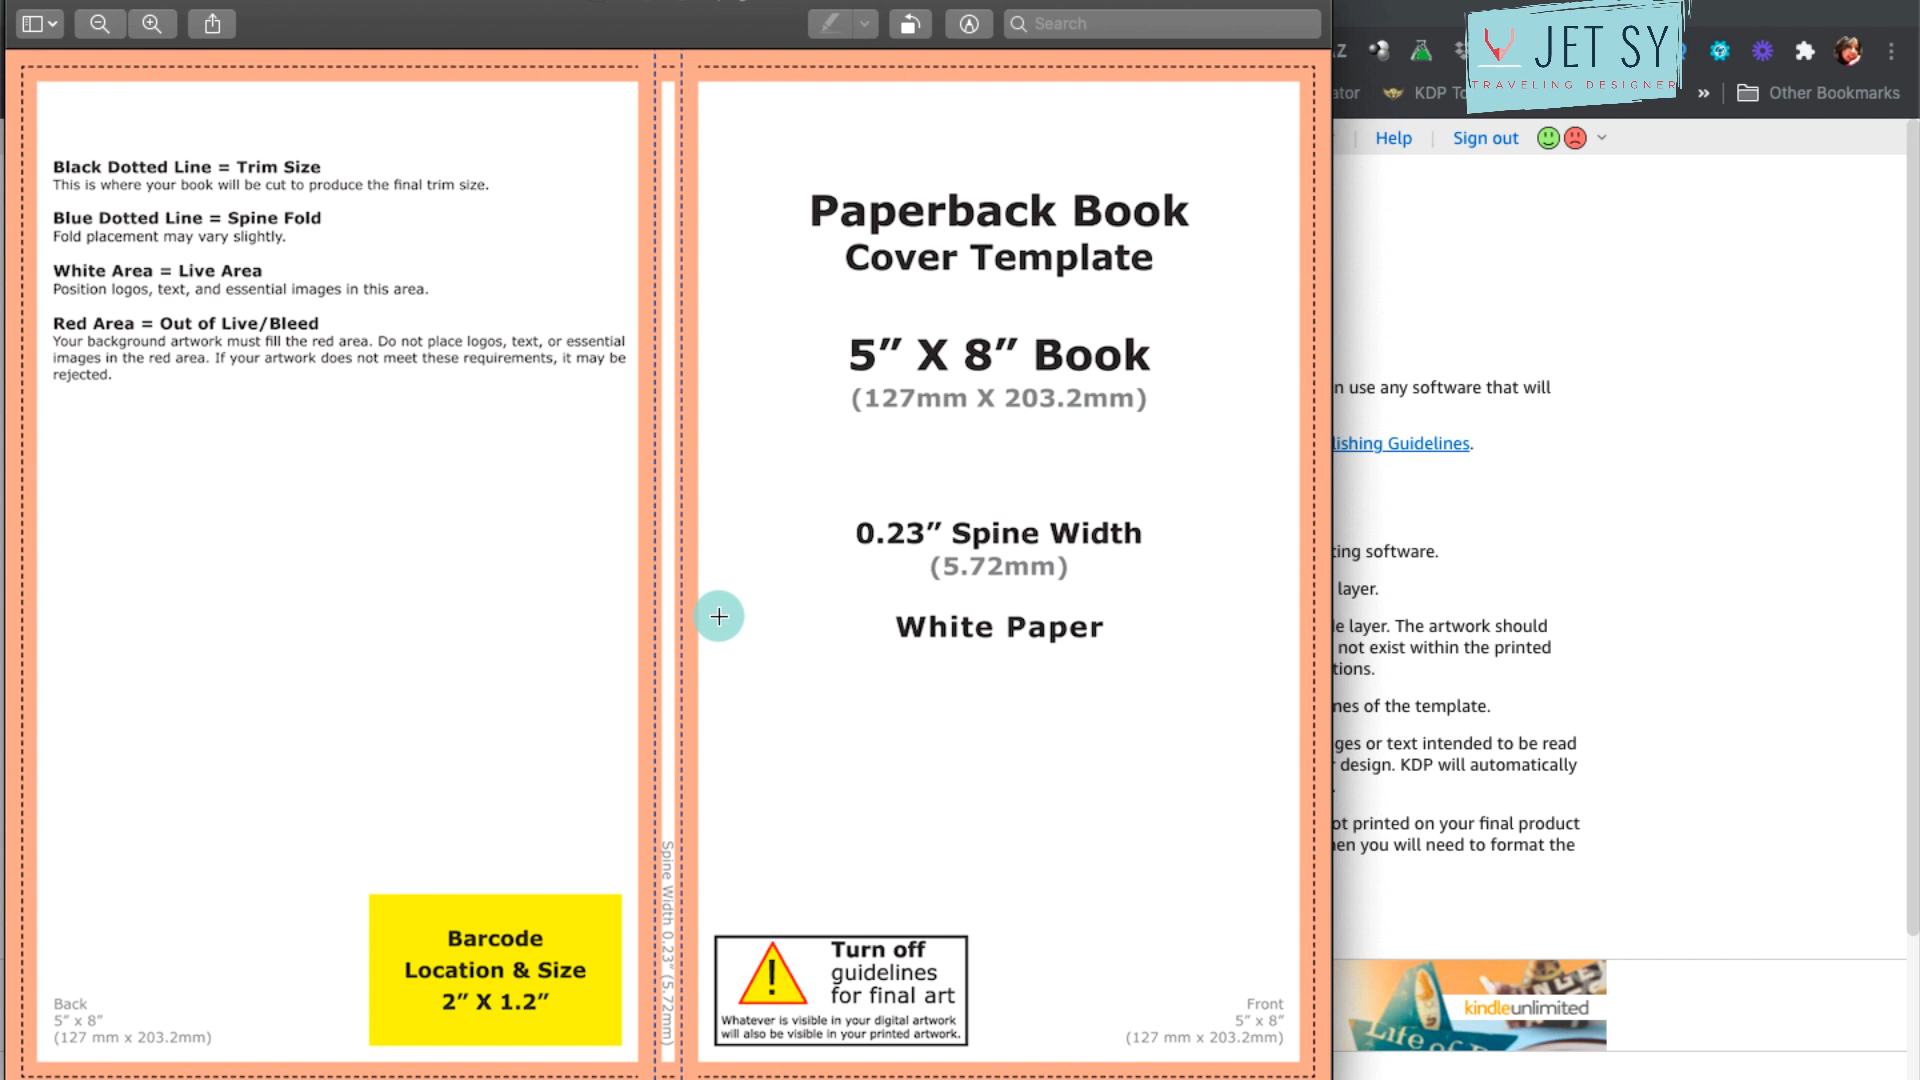 Search
JET SY
TRAVELING DESIGNER
KDP
Other Bookmarks
Help
Sign out
Black Dotted Line = Trim Size
This is where your book will be cut to produce the final trim size.
Blue Dotted Line = Spine Fold
Fold placement may vary slightly.
White Area = Live Area
Position logos, text, and essential images in this area.
Red Area = Out of Live/Bleed
Your background artwork must fill the red area. Do not place logos, text, or essential
images in the red area. If your artwork does not meet these requirements, it may be
rejected.
Barcode
Location & Size
2” X 1.2”
Back
5” x 8”
(127 mm x 203.2mm)
Spine Width 0.23” (5.72mm)
Paperback Book
Cover Template
5” X 8” Book
(127mm X 203.2mm)
0.23” Spine Width
(5.72mm)
White Paper
Turn off
guidelines
for final art
Whatever is visible in your digital artwork
will also be visible in your printed artwork.
Front
5” x 8”
(127 mm x 203.2mm)
use any software that will
Guidelines.
software.
layer.
layer. The artwork should
not exist within the printed
of the template.
or text intended to be read
design. KDP will automatically
printed on your final product
you will need to format the
kindleunlimited
Life of